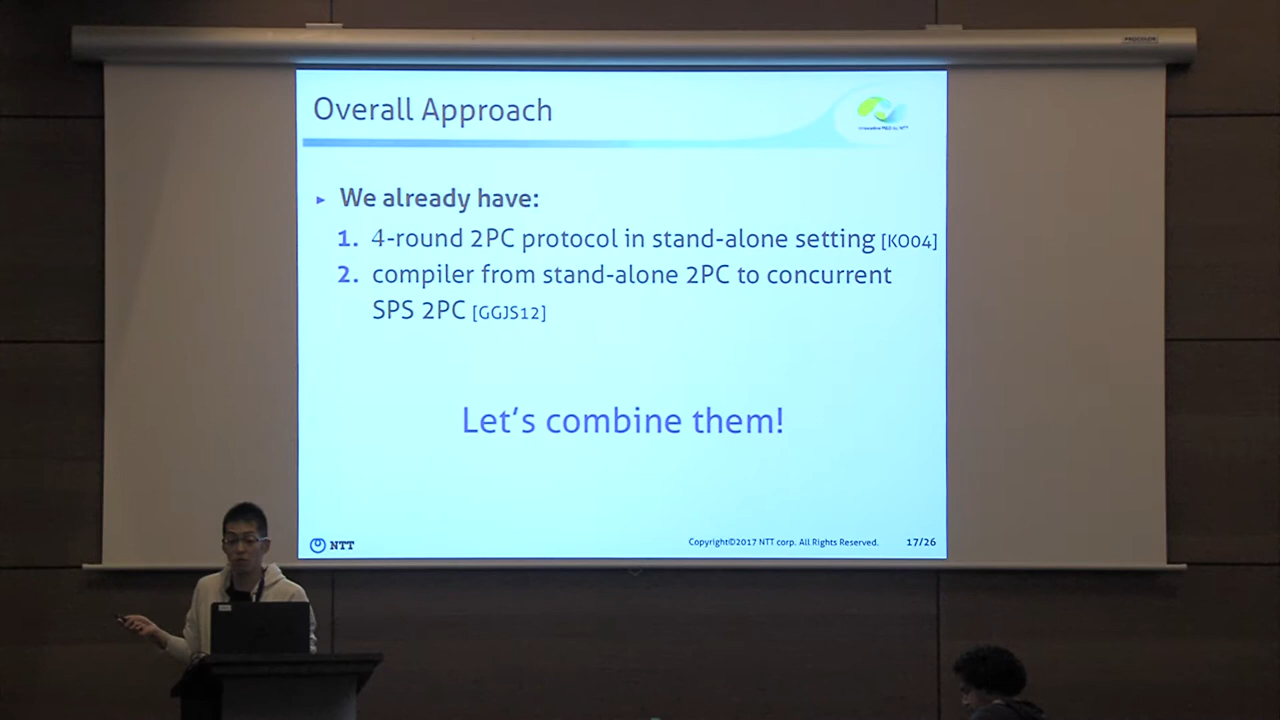 Overall Approach
▸ We already have:
1. 4-round 2PC protocol in stand-alone setting [KO04]
2. compiler from stand-alone 2PC to concurrent
SPS 2PC [GGJS12]
Let's combine them!
NTT
Copyright©2017 NTT corp. All Rights Reserved.
17/26